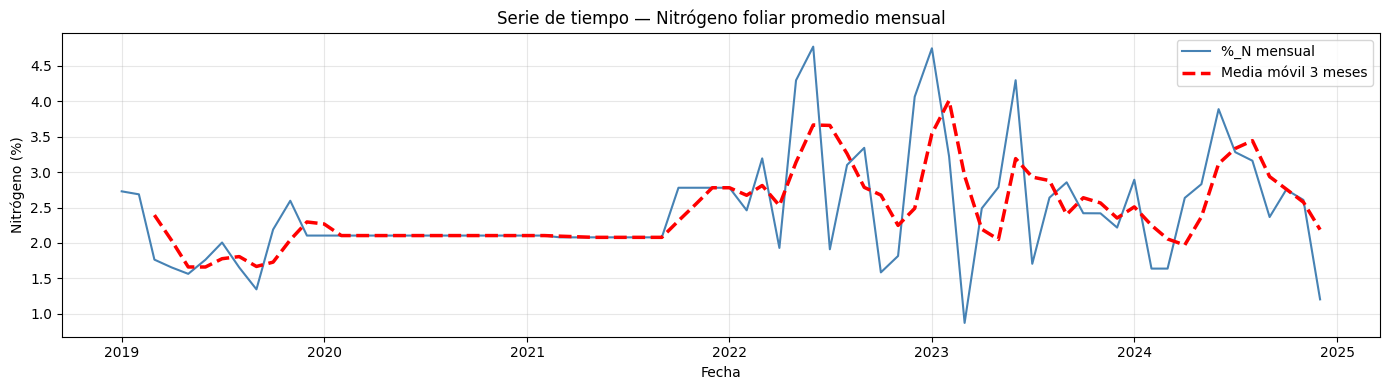 Serie de tiempo — Nitrógeno foliar promedio mensual
%_N mensual
Media móvil 3 meses
Nitrógeno (%)
4.5
4.0
3.5
3.0
2.5
2.0
1.5
1.0
2019 2020 2021 2022 2023 2024 2025
Fecha